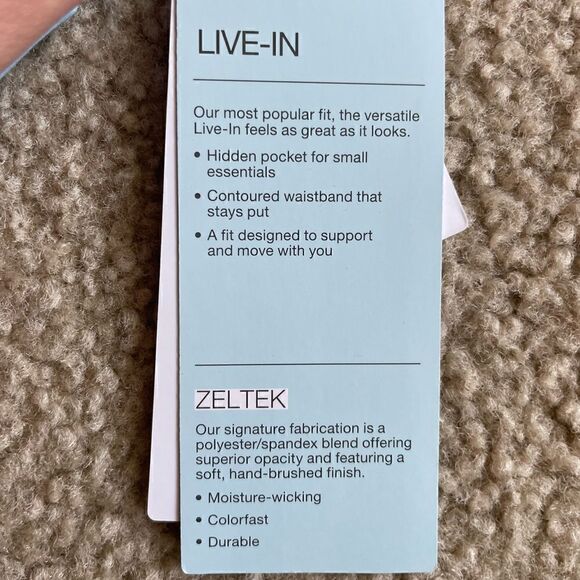 LIVE-IN
Our most popular fit, the versatile
Live-In feels as great as it looks.
• Hidden pocket for small
essentials
• Contoured waistband that
stays put
• A fit designed to support
and move with you
ZELTEK
Our signature fabrication is a
polyester/spandex blend offering
superior opacity and featuring a
soft, hand-brushed finish.
• Moisture-wicking
• Colorfast
• Durable